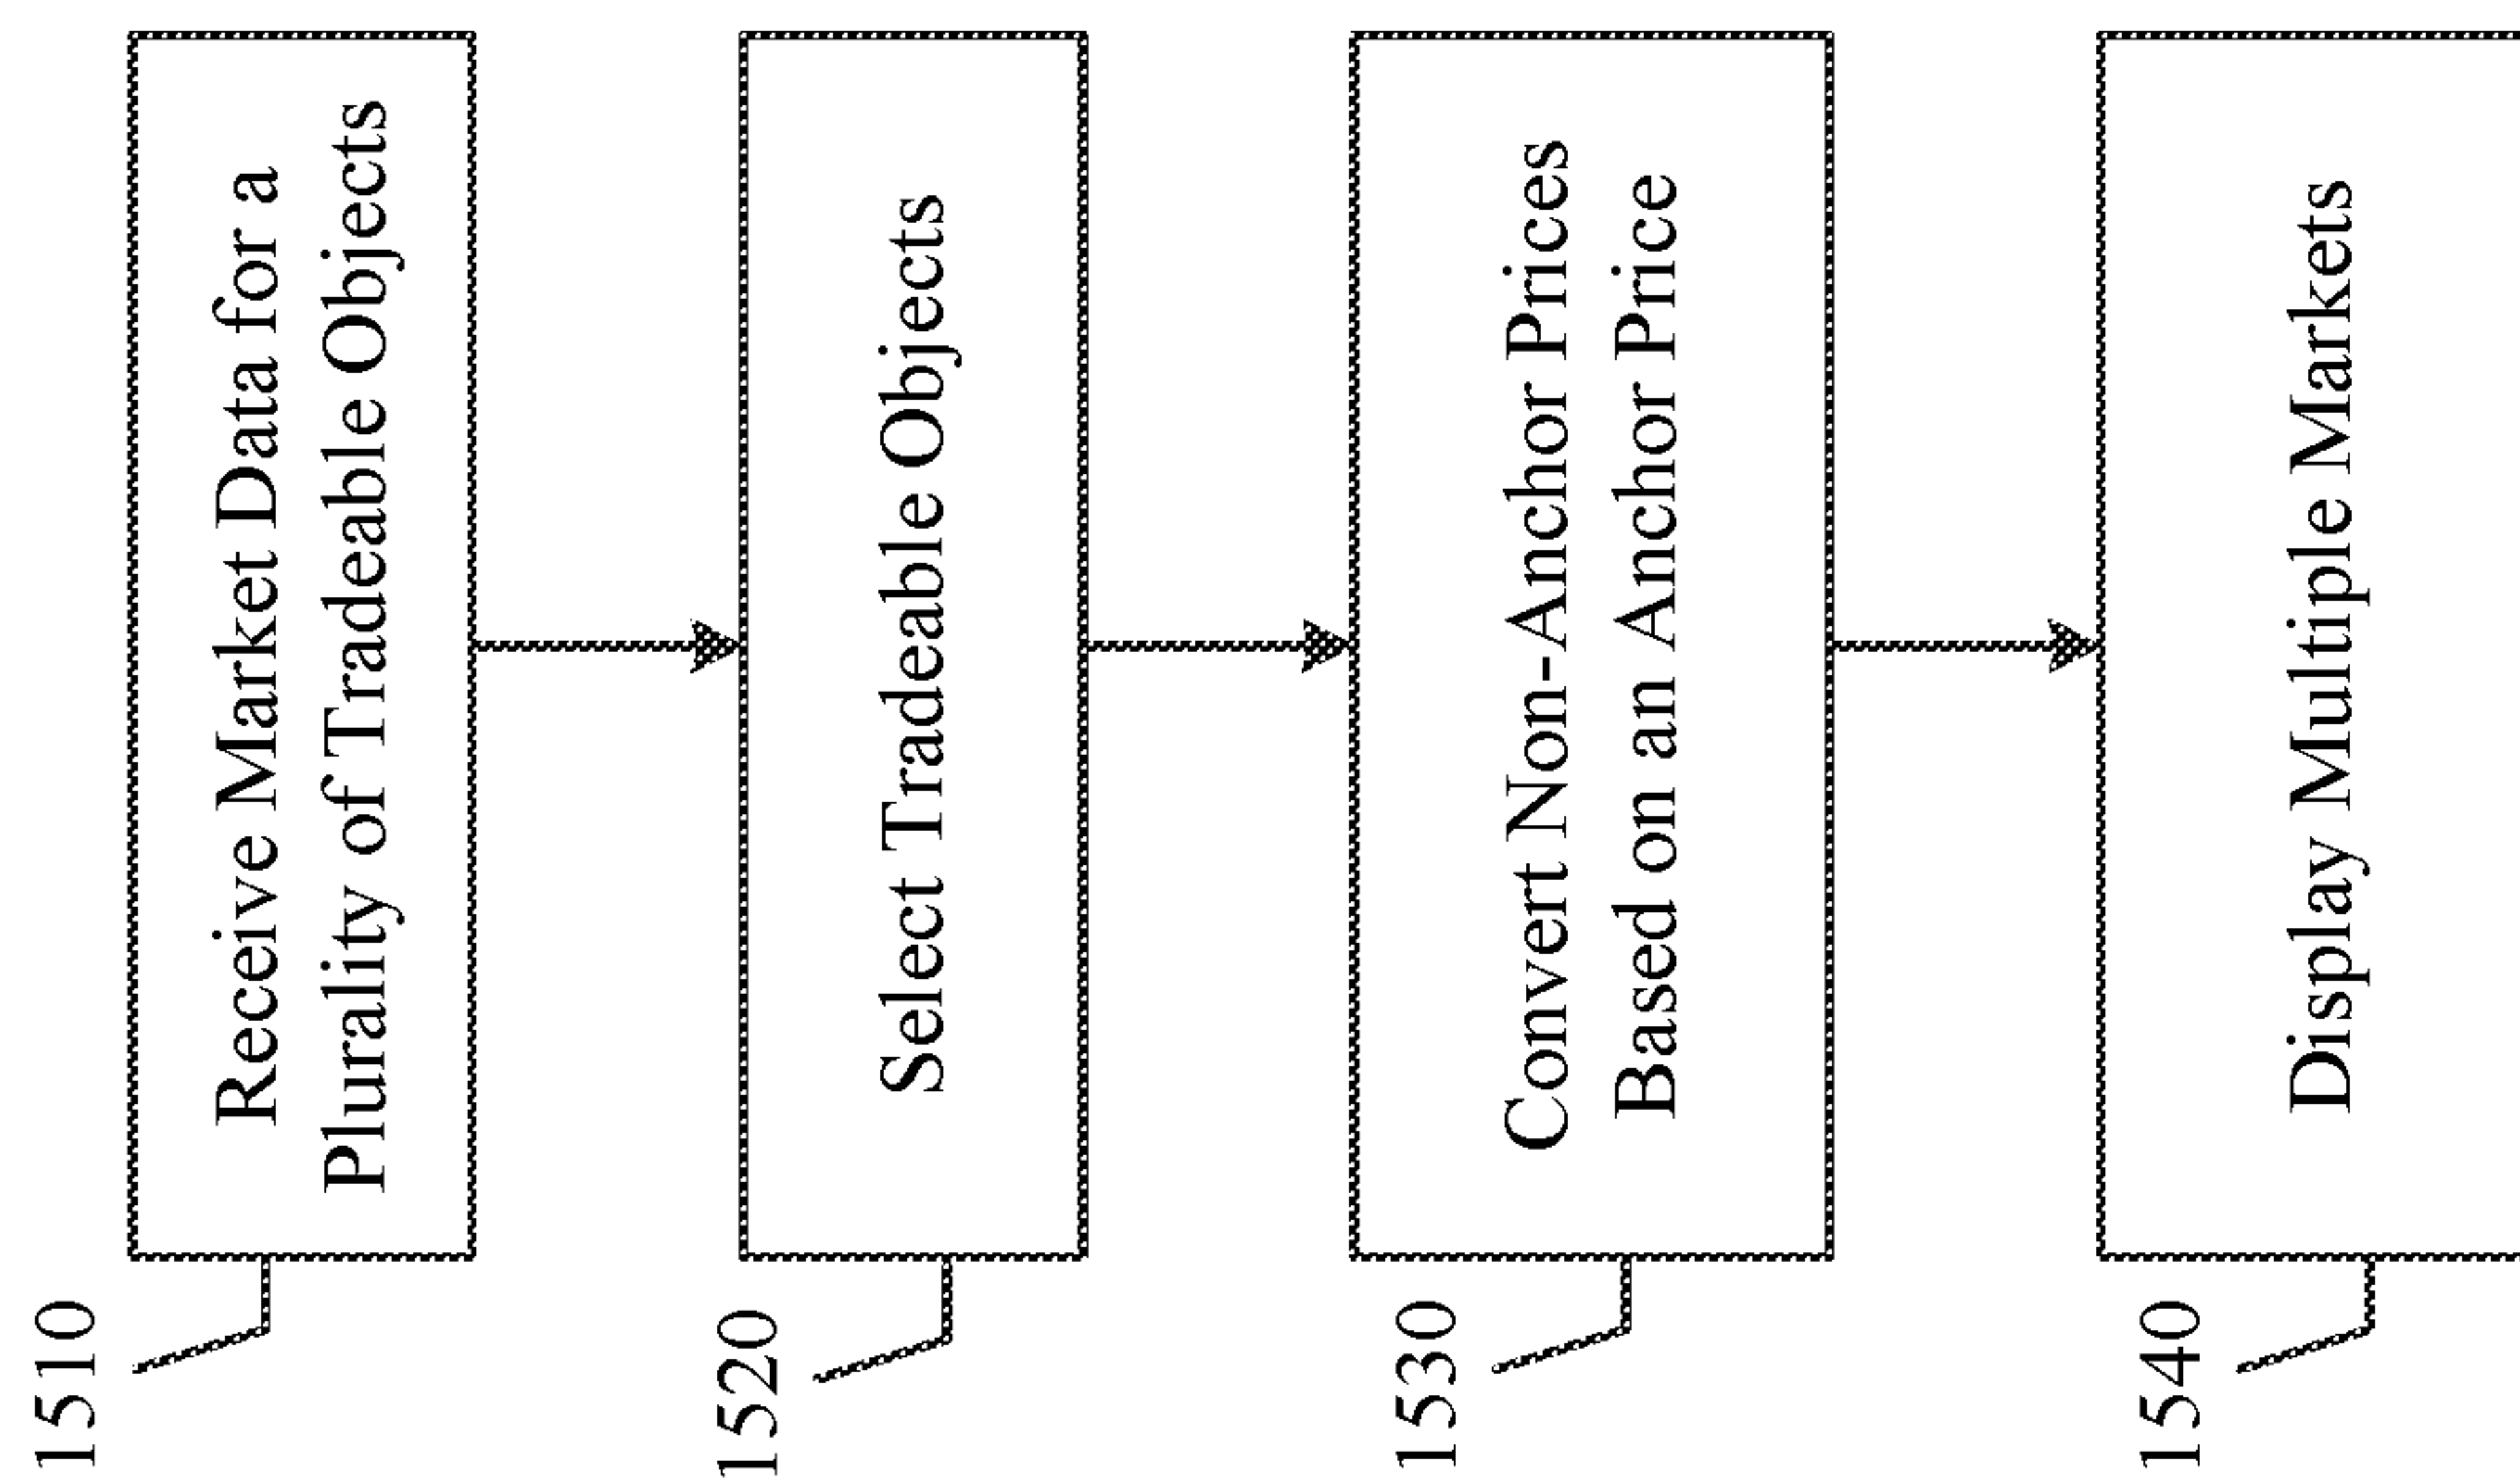 1510
Receive Market Data for a
Plurality of Tradeable Objects
1520
Select Tradeable Objects
1530
Convert Non-Anchor Prices
Based on an Anchor Price
1540
Display Multiple Markets